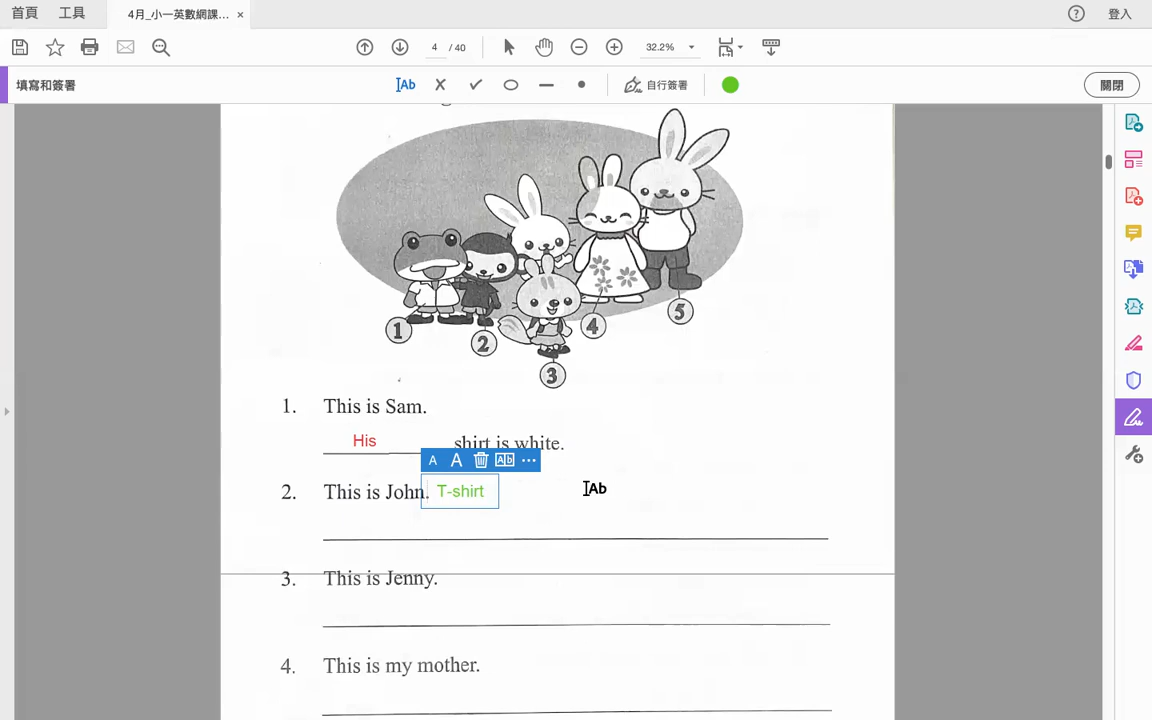 首頁 工具 4月_小一英數網課... × 登入
4 / 40 32.2%
填寫和簽署 Ab 自行簽署 關閉
1 2 3 4 5
1. This is Sam.
His shirt is white.
A A Ab ...
2. This is John. T-shirt Ab
3. This is Jenny.
4. This is my mother.